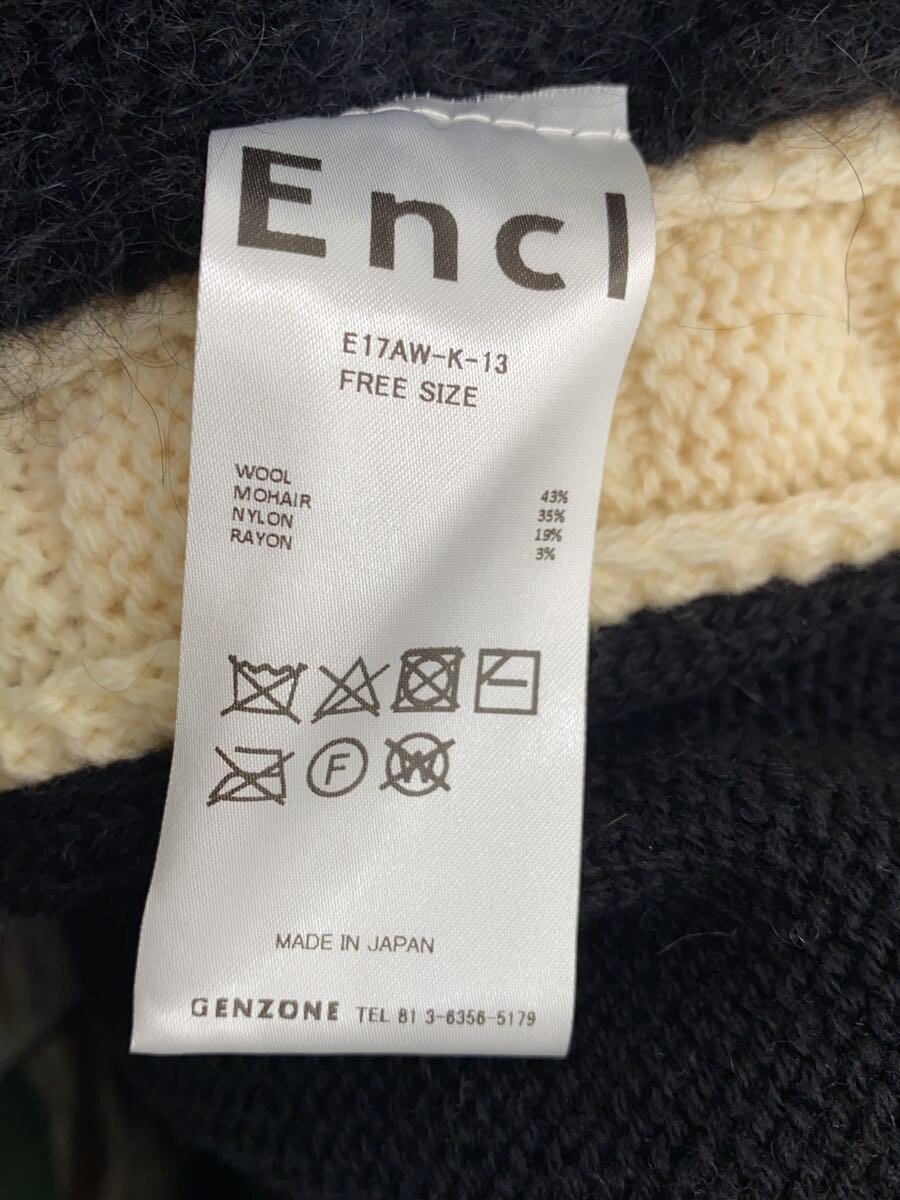 Encl
E17AW-K-13
FREE SIZE
WOOL 43%
MOHAIR 35%
NYLON 19%
RAYON 3%
F
W
MADE IN JAPAN
GENZONE TEL 81 3-6356-5179